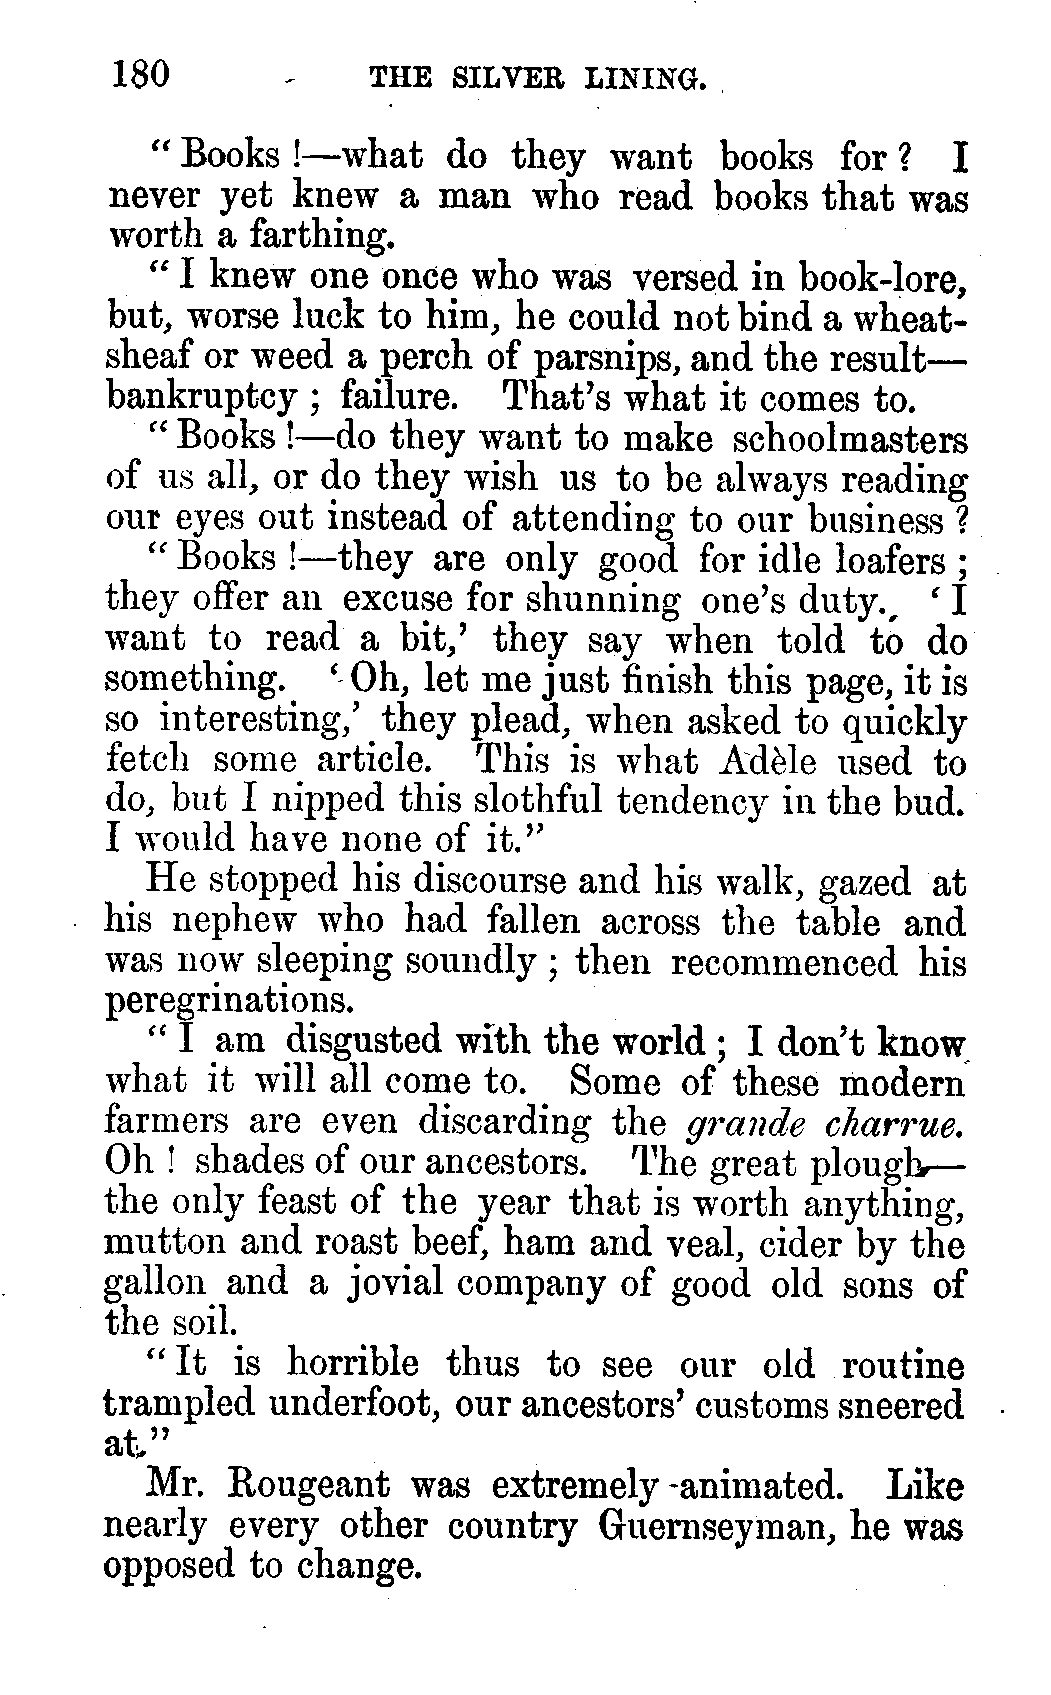 180 THE SILVER LINING.
“ Books !—what do they want books for ? I
never yet knew a man who read books that was
worth a farthing.
“ I knew one once who was versed in book-lore,
but, worse luck to him, he could not bind a wheat-
sheaf or weed a perch of parsnips, and the result—
bankruptcy ; failure. That’s what it comes to.
“ Books !—do they want to make schoolmasters
of us all, or do they wish us to be always reading
our eyes out instead of attending to our business ?
“ Books !—they are only good for idle loafers ;
they offer an excuse for shunning one’s duty. ‘ I
want to read a bit,’ they say when told to do
something. ‘ Oh, let me just finish this page, it is
so interesting,’ they plead, when asked to quickly
fetch some article. This is what Adèle used to
do, but I nipped this slothful tendency in the bud.
I would have none of it.”
He stopped his discourse and his walk, gazed at
his nephew who had fallen across the table and
was now sleeping soundly ; then recommenced his
peregrinations.
“ I am disgusted with the world ; I don’t know
what it will all come to. Some of these modern
farmers are even discarding the grande charrue.
Oh ! shades of our ancestors. The great plough—
the only feast of the year that is worth anything,
mutton and roast beef, ham and veal, cider by the
gallon and a jovial company of good old sons of
the soil.
“ It is horrible thus to see our old routine
trampled underfoot, our ancestors’ customs sneered
at.”
Mr. Rougeant was extremely animated. Like
nearly every other country Guernseyman, he was
opposed to change.